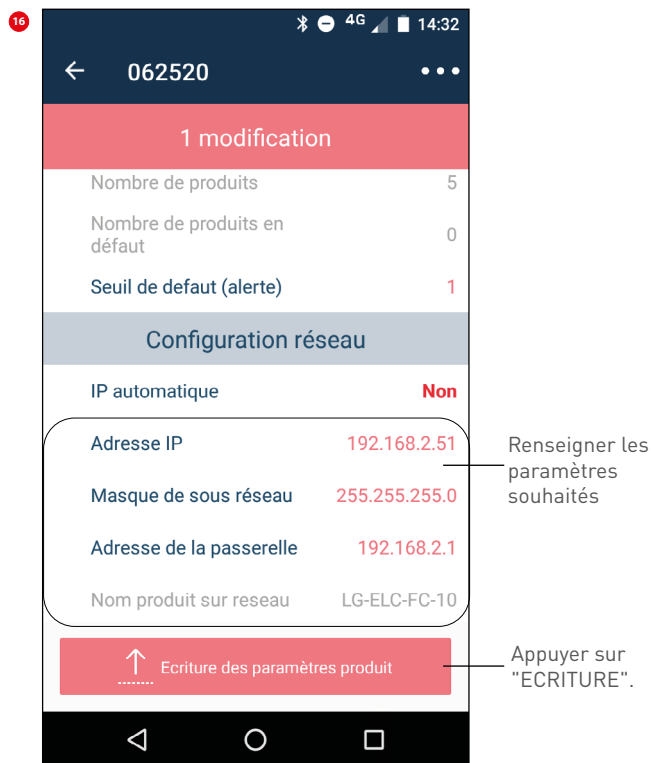 16
4G 14:32
062520
1 modification
Nombre de produits 5
Nombre de produits en
défaut 0
Seuil de defaut (alerte) 1
Configuration réseau
IP automatique Non
Adresse IP 192.168.2.51
Masque de sous réseau 255.255.255.0
Adresse de la passerelle 192.168.2.1
Nom produit sur reseau LG-ELC-FC-10
Ecriture des paramètres produit
Renseigner les
paramètres
souhaités
Appuyer sur
"ECRITURE".